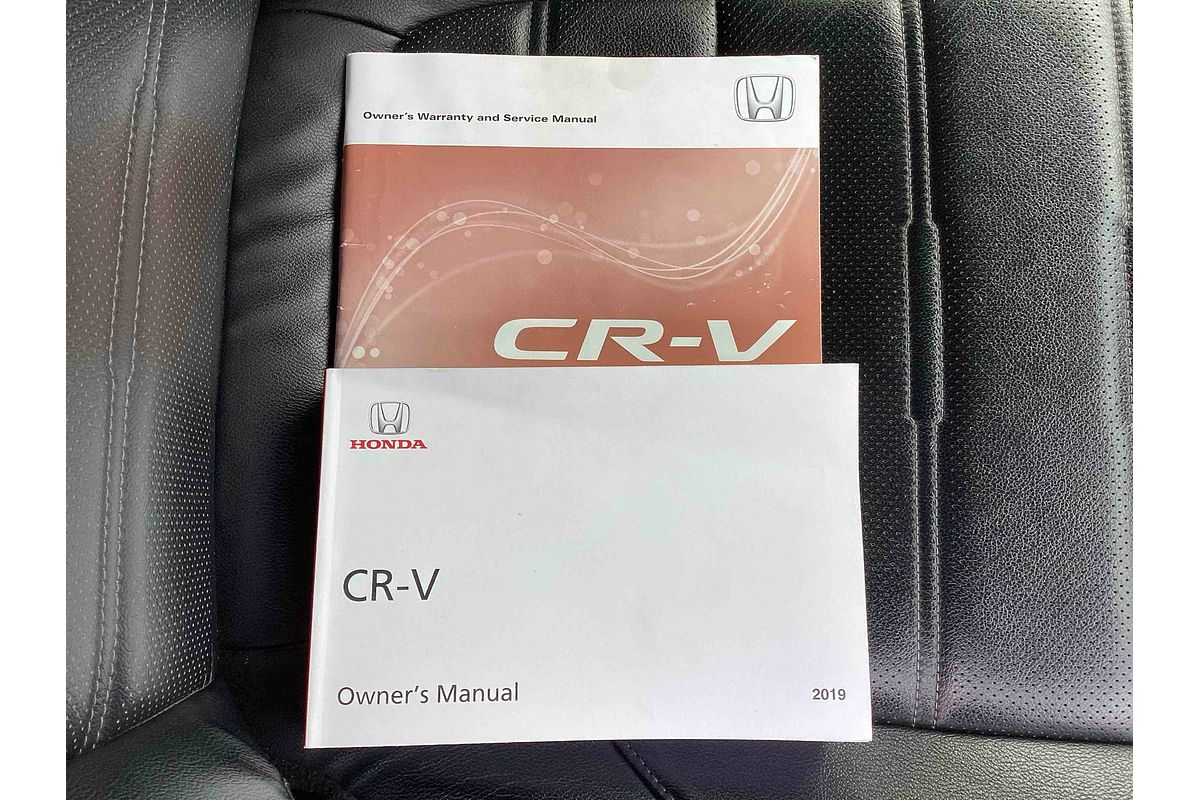 Owner's Warranty and Service Manual
CR-V
HONDA
CR-V
Owner's Manual
2019